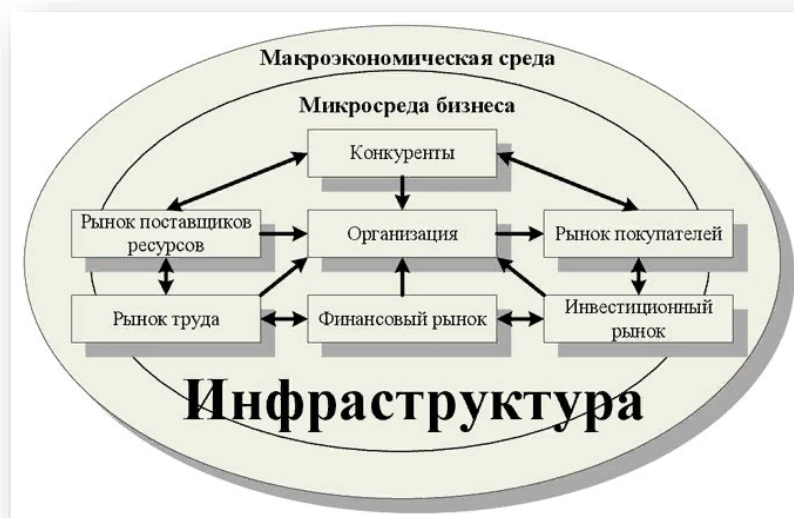 Макроэкономическая среда
Микросреда бизнеса
Конкуренты
Рынок поставщиков
ресурсов
Организация
Рынок покупателей
Рынок труда
Финансовый рынок
Инвестиционный
рынок
Инфраструктура